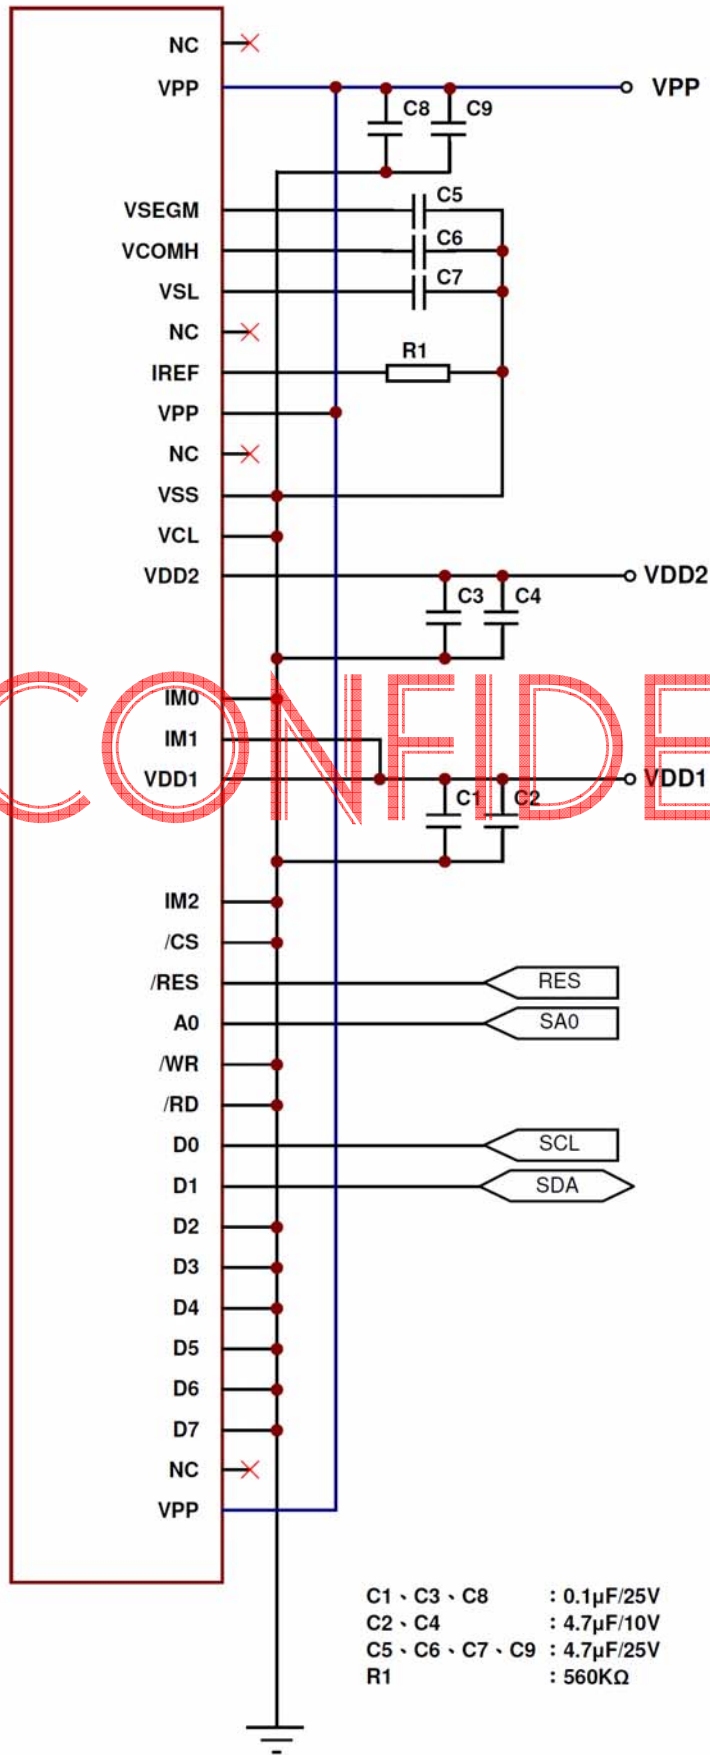 NC
VPP
VPP
C8
C9
VSEGM
C5
VCOMH
C6
VSL
C7
NC
IREF
R1
VPP
NC
VSS
VCL
VDD2
VDD2
C3
C4
IM0
CONFIDE
IM1
VDD1
VDD1
C1
C2
IM2
/CS
/RES
RES
A0
SA0
/WR
/RD
D0
SCL
D1
SDA
D2
D3
D4
D5
D6
D7
NC
VPP
C1、C3、C8 : 0.1µF/25V
C2、C4 : 4.7µF/10V
C5、C6、C7、C9 : 4.7µF/25V
R1 : 560KΩ